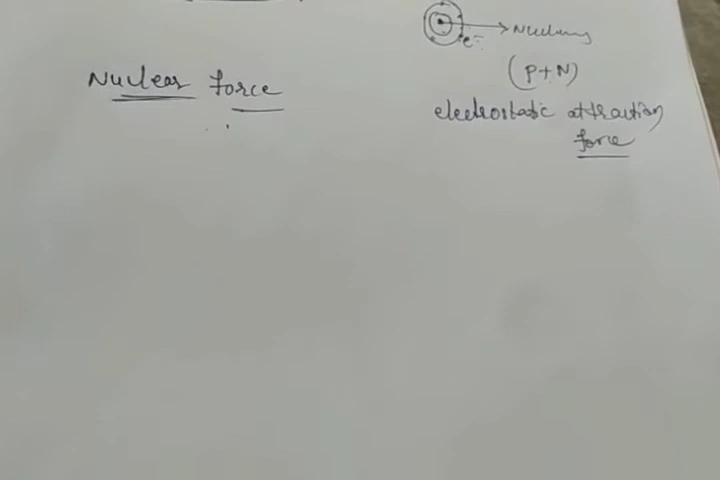 Nucleus
e-
(P+N)
Nuclear force
electrostatic attraction
force